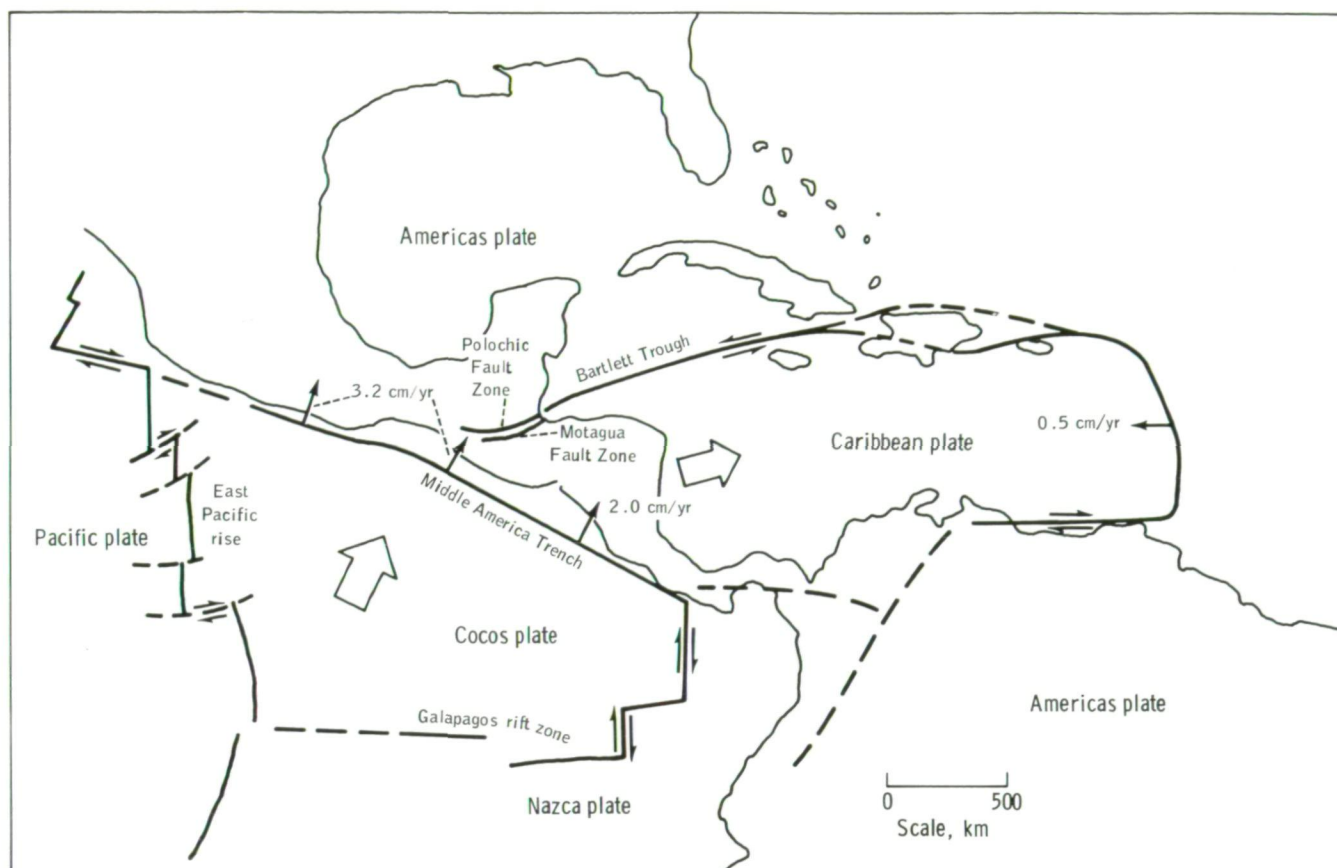 Americas plate
Polochic
Fault
Zone
Bartlett Trough
3.2 cm/yr
Motagua
Fault Zone
Caribbean plate
0.5 cm/yr
Middle America Trench
2.0 cm/yr
East
Pacific
rise
Pacific plate
Cocos plate
Galapagos rift zone
Americas plate
Nazca plate
0 500
Scale, km